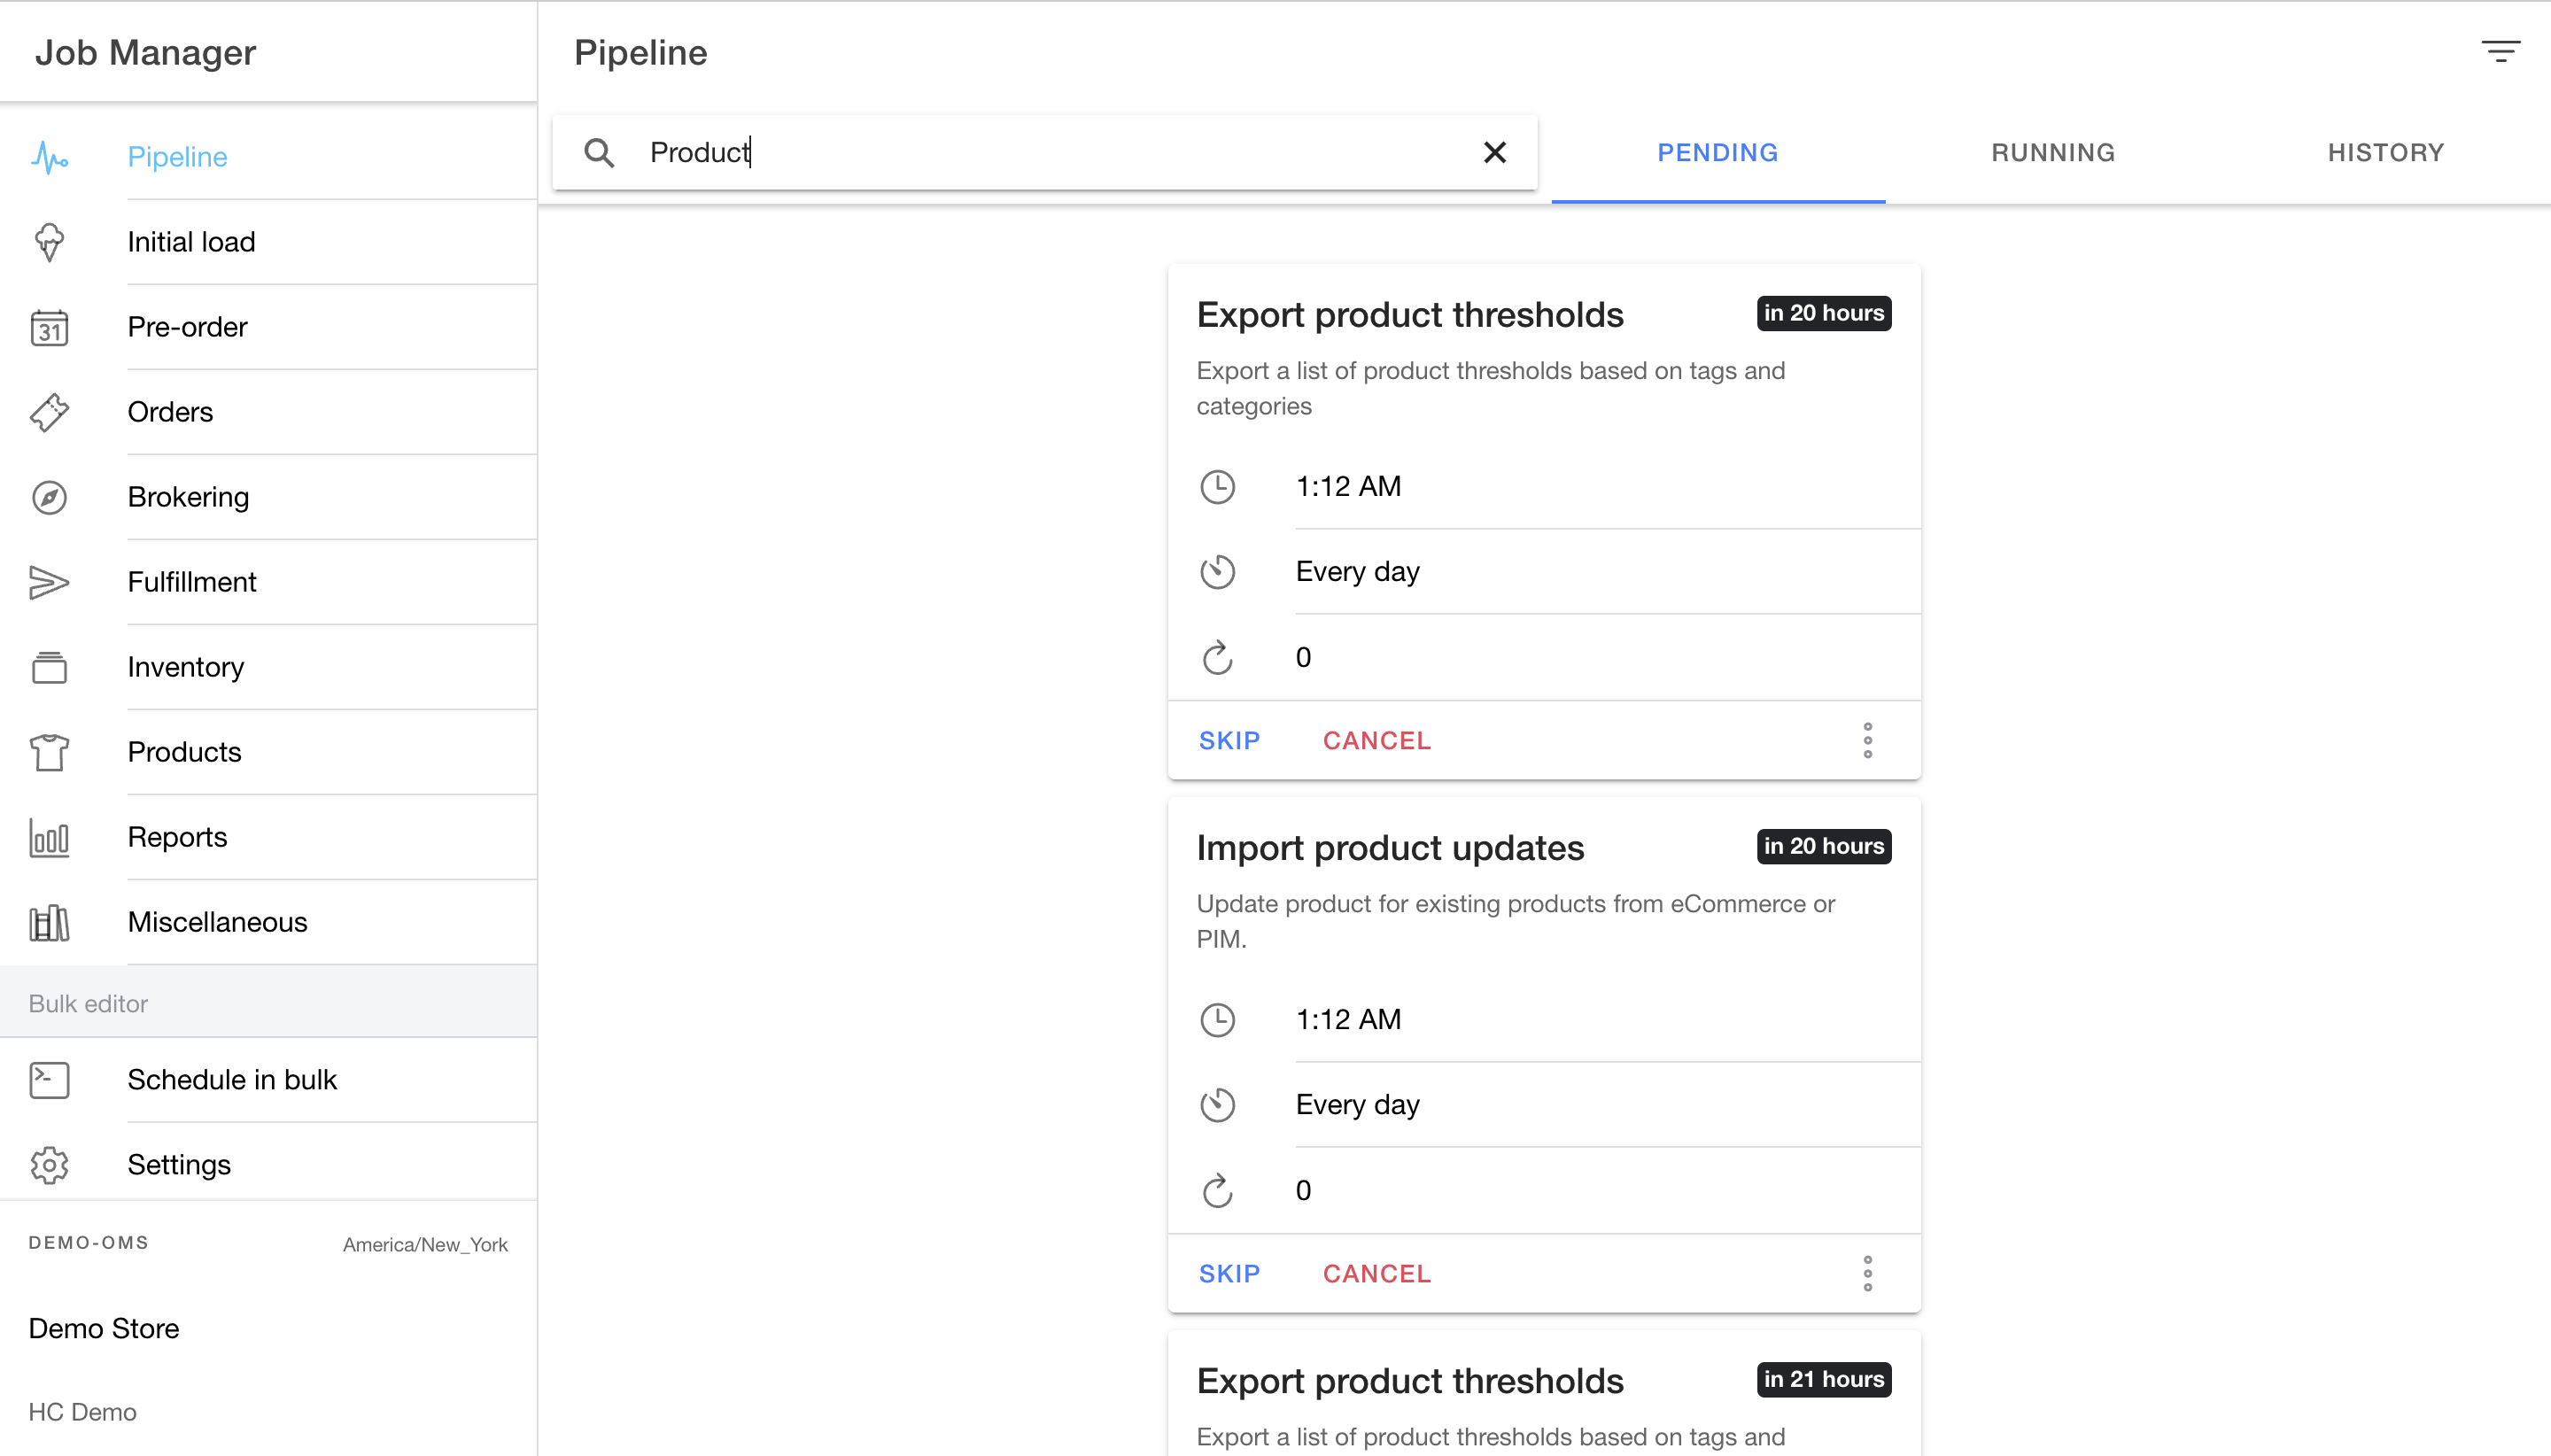 Job Manager
Pipeline
Initial load
31
Pre-order
Orders
Brokering
Fulfillment
Inventory
Products
Reports
Miscellaneous
Bulk editor
Schedule in bulk
Settings
DEMO-OMS America/New_York
Demo Store
HC Demo
Pipeline
Product
PENDING RUNNING HISTORY
Export product thresholds in 20 hours
Export a list of product thresholds based on tags and
categories
1:12 AM
Every day
0
SKIP CANCEL
Import product updates in 20 hours
Update product for existing products from eCommerce or
PIM.
1:12 AM
Every day
0
SKIP CANCEL
Export product thresholds in 21 hours
Export a list of product thresholds based on tags and